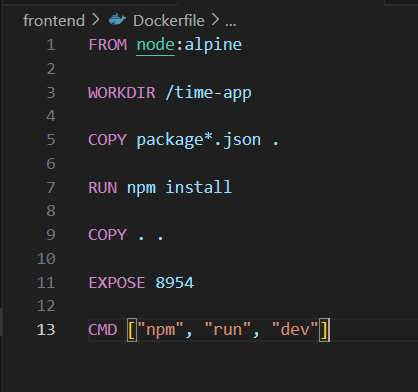 frontend > Dockerfile > ...
1 FROM node:alpine
2
3 WORKDIR /time-app
4
5 COPY package*.json .
6
7 RUN npm install
8
9 COPY . .
10
11 EXPOSE 8954
12
13 CMD ["npm", "run", "dev"]